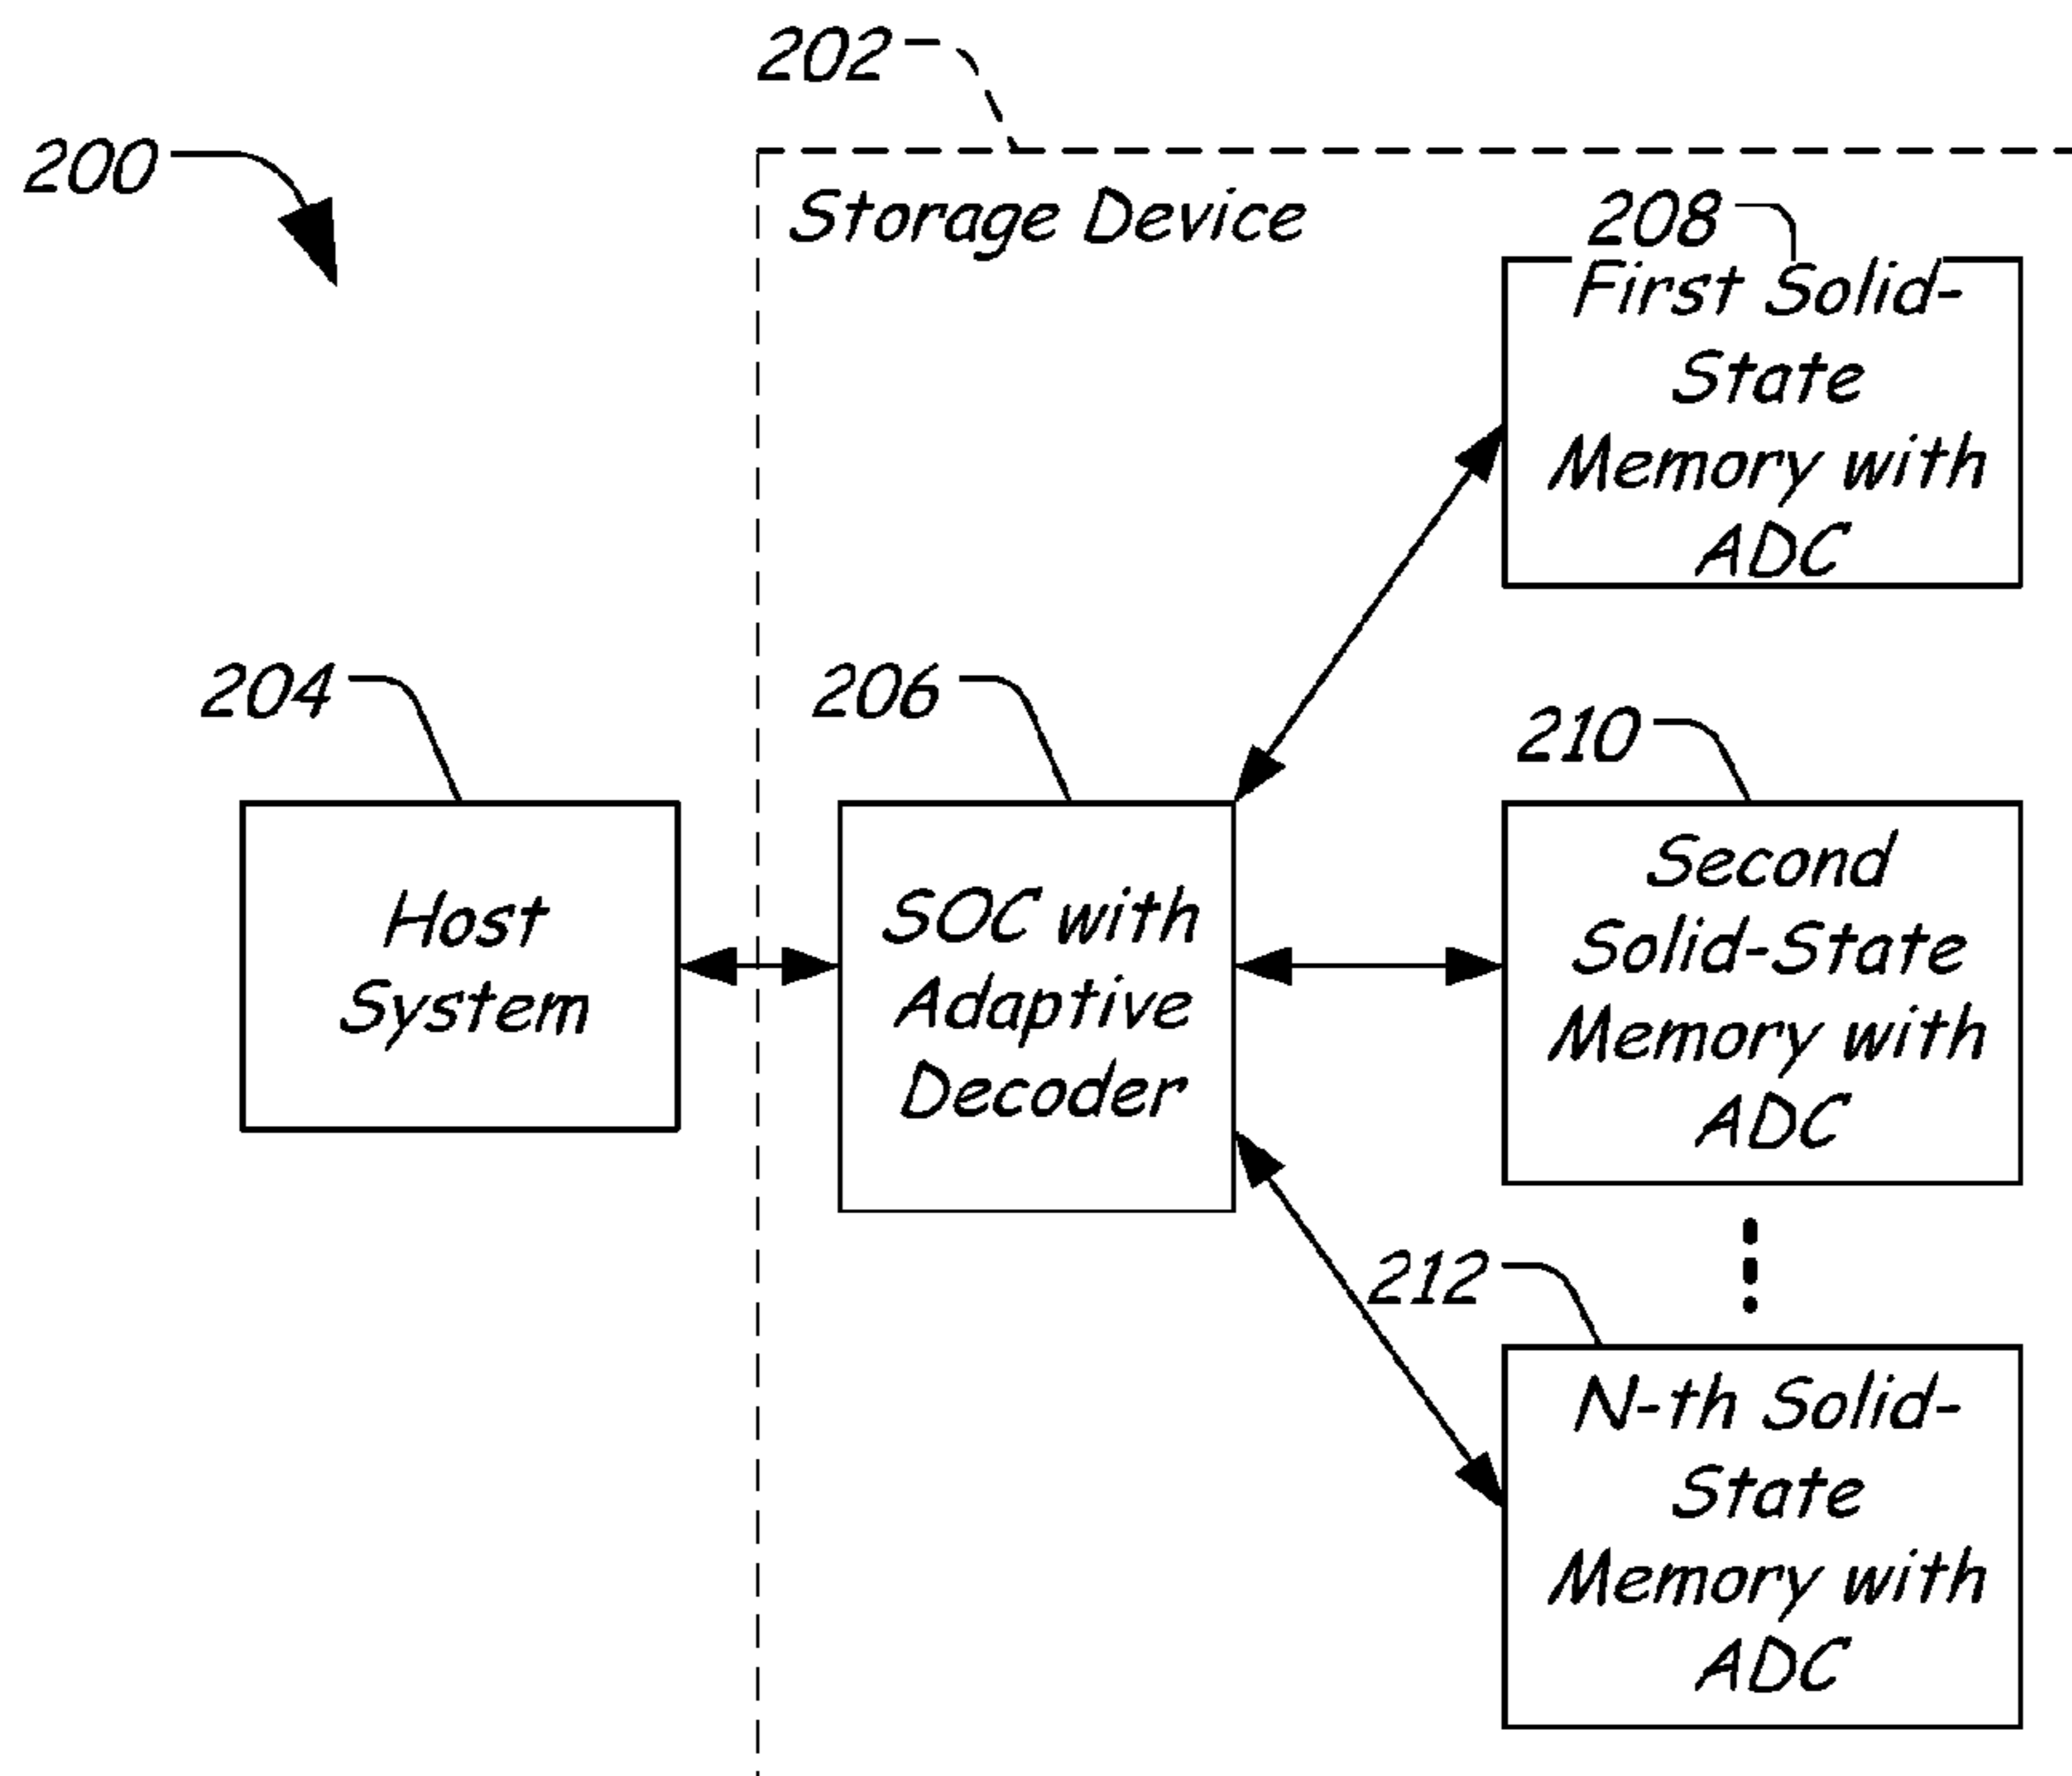 202
200
Storage Device
208
First Solid-
State
Memory with
ADC
204
206
210
Host
System
SOC with
Adaptive
Decoder
Second
Solid-State
Memory with
ADC
212
N-th Solid-
State
Memory with
ADC